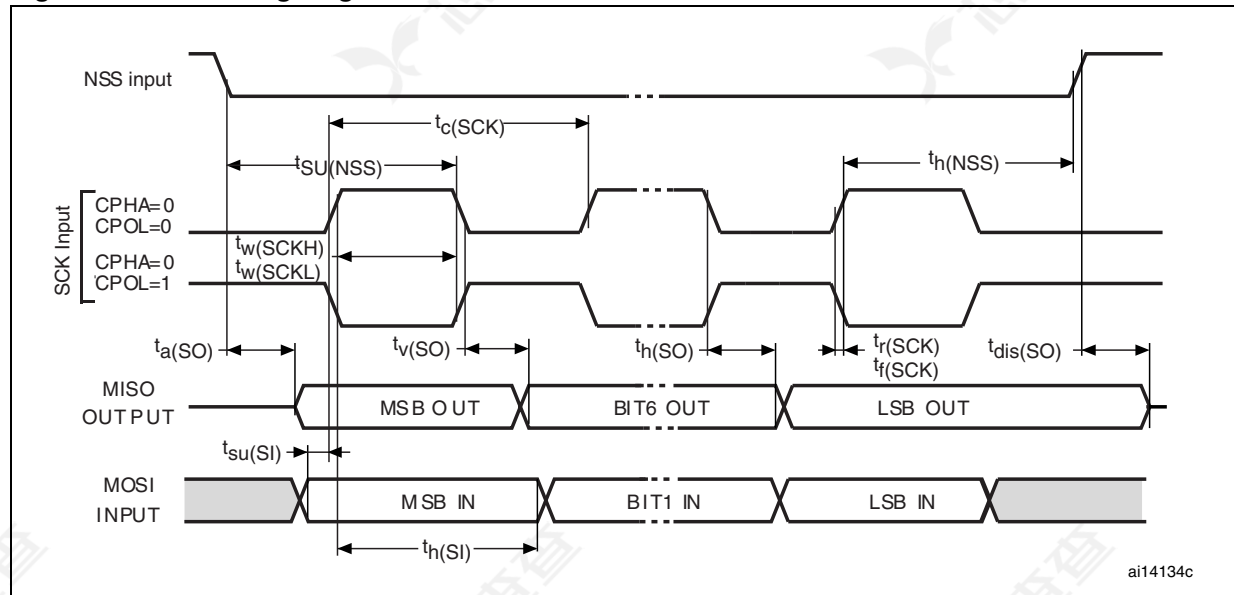 NSS input
tc(SCK)
tSU(NSS)
th(NSS)
SCK Input
CPHA=0
CPOL=0
tw(SCKH)
CPHA=0
tw(SCKL)
CPOL=1
ta(SO)
tv(SO)
th(SO)
tr(SCK)
tf(SCK)
tdis(SO)
MISO
OUTPUT
MSB OUT
BIT6 OUT
LSB OUT
tsu(SI)
MOSI
INPUT
MSB IN
BIT1 IN
LSB IN
th(SI)
ai14134c